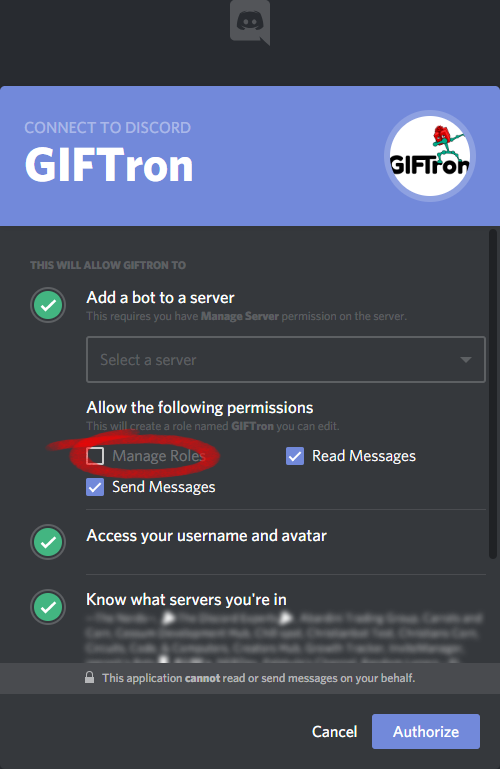 CONNECT TO DISCORD
GIFTron
GIFTron
THIS WILL ALLOW GIFTRON TO
Add a bot to a server
This requires you have Manage Server permission on the server.
Select a server
Allow the following permissions
This will create a role named GIFTron you can edit.
Manage Roles
Read Messages
Send Messages
Access your username and avatar
Know what servers you're in
This application cannot read or send messages on your behalf.
Cancel
Authorize